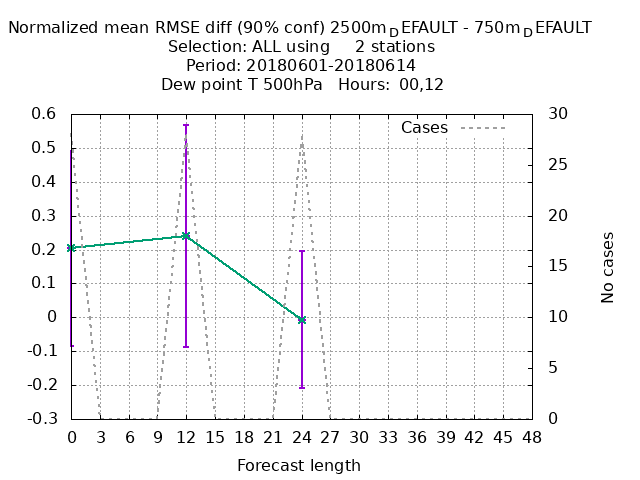 Normalized mean RMSE diff (90% conf) 2500m_DEFAULT - 750m_DEFAULT
Selection: ALL using 2 stations
Period: 20180601-20180614
Dew point T 500hPa Hours: 00,12
Cases
0.6
0.5
0.4
0.3
0.2
0.1
0
-0.1
-0.2
-0.3
30
25
20
15
10
5
0
No cases
0 3 6 9 12 15 18 21 24 27 30 33 36 39 42 45 48
Forecast length